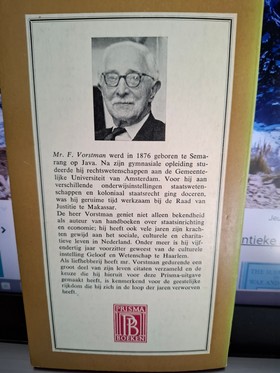 Mr. F. Vorstman werd in 1876 geboren te Sema-
rang op Java. Na zijn gymnasiale opleiding stu-
deerde hij rechtswetenschappen aan de Gemeente-
lijke Universiteit van Amsterdam. Voor hij aan
verschillende onderwijsinstellingen staatsweten-
schappen en koloniaal staatsrecht ging doceren,
was hij geruime tijd werkzaam bij de Raad van
Justitie te Makassar.
De heer Vorstman geniet niet alleen bekendheid
als auteur van handboeken over staatsinrichting
en economie; hij heeft ook vele jaren zijn krach-
ten gewijd aan het sociale, culturele en charita-
tieve leven in Nederland. Onder meer is hij vijf-
entwintig jaar voorzitter geweest van de culturele
instelling Geloof en Wetenschap te Haarlem.
Als liefhebberij heeft mr. Vorstman gedurende een
groot deel van zijn leven citaten verzameld en de
keuze die hij hieruit voor deze Prisma-uitgave
gemaakt heeft, is kenmerkend voor de geestelijke
rijkdom die hij zich in de loop der jaren verworven
heeft.
PRISMA
PB
BOEKEN
ntieke